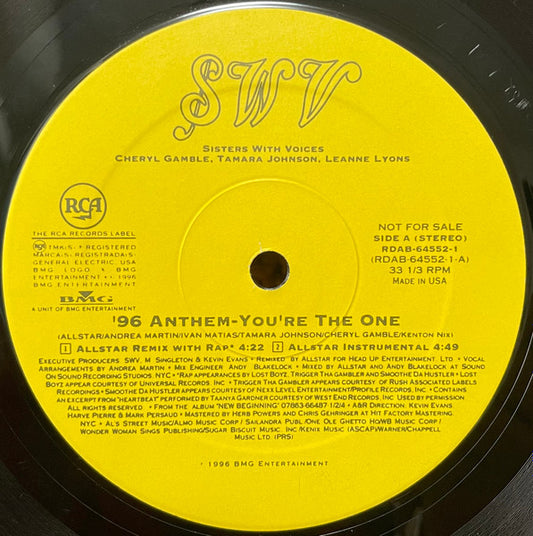 SWV
SISTERS WITH VOICES
CHERYL GAMBLE, TAMARA JOHNSON, LEANNE LYONS
RCA
THE RCA RECORDS LABEL
RCA TMK(S) ® REGISTERED
MARCA(S) REGISTRADA(S)
GENERAL ELECTRIC, USA
BMG LOGO ® BMG
ENTERTAINMENT • ℗ 1996
BMG ENTERTAINMENT
BMG
A UNIT OF BMG ENTERTAINMENT
NOT FOR SALE
SIDE A (STEREO)
RDAB-64552-1
(RDAB-64552-1-A)
33 1/3 RPM
MADE IN USA
'96 ANTHEM-YOU'RE THE ONE
(ALLSTAR/ANDREA MARTIN/IVAN MATIAS/TAMARA JOHNSON/CHERYL GAMBLE/KENTON NIX)
1 ALLSTAR REMIX WITH RAP* 4:22 2 ALLSTAR INSTRUMENTAL 4:49
EXECUTIVE PRODUCERS: SWV, M. SINGLETON & KEVIN EVANS • REMIXED BY ALLSTAR FOR HEAD UP ENTERTAINMENT LTD. • VOCAL
ARRANGEMENTS BY ANDREA MARTIN • MIX ENGINEER ANDY BLAKELOCK • MIXED BY ALLSTAR AND ANDY BLAKELOCK AT SOUND
ON SOUND RECORDING STUDIOS, NYC • *RAP APPEARANCES BY LOST BOYZ, TRIGGER THA GAMBLER AND SMOOTHE DA HUSTLER • LOST
BOYZ APPEAR COURTESY OF UNIVERSAL RECORDS, INC. • TRIGGER THA GAMBLER APPEARS COURTESY OF RUSH ASSOCIATED LABELS
RECORDINGS • SMOOTHE DA HUSTLER APPEARS COURTESY OF NEXX LEVEL ENTERTAINMENT/PROFILE RECORDS, INC. • CONTAINS
AN EXCERPT FROM "HEARTBEAT" PERFORMED BY TAANYA GARDNER COURTESY OF WEST END RECORDS, INC. USED BY PERMISSION.
ALL RIGHTS RESERVED. • FROM THE ALBUM "NEW BEGINNING" 07863-66487-1/2/4 • A&R DIRECTION: KEVIN EVANS,
HARVE PIERRE & MARK PERSAUD • MASTERED BY HERB POWERS AND CHRIS GEHRINGER AT HIT FACTORY MASTERING,
NYC • AL'S STREET MUSIC/ALMO MUSIC CORP./ SAILANDRA PUBL./ONE OLE GHETTO HO/WB MUSIC CORP./
WONDER WOMAN SINGS PUBLISHING/SUGAR BISCUIT MUSIC, INC./KENIX MUSIC (ASCAP)/WARNER/CHAPPELL
MUSIC LTD. (PRS)
℗ 1996 BMG ENTERTAINMENT